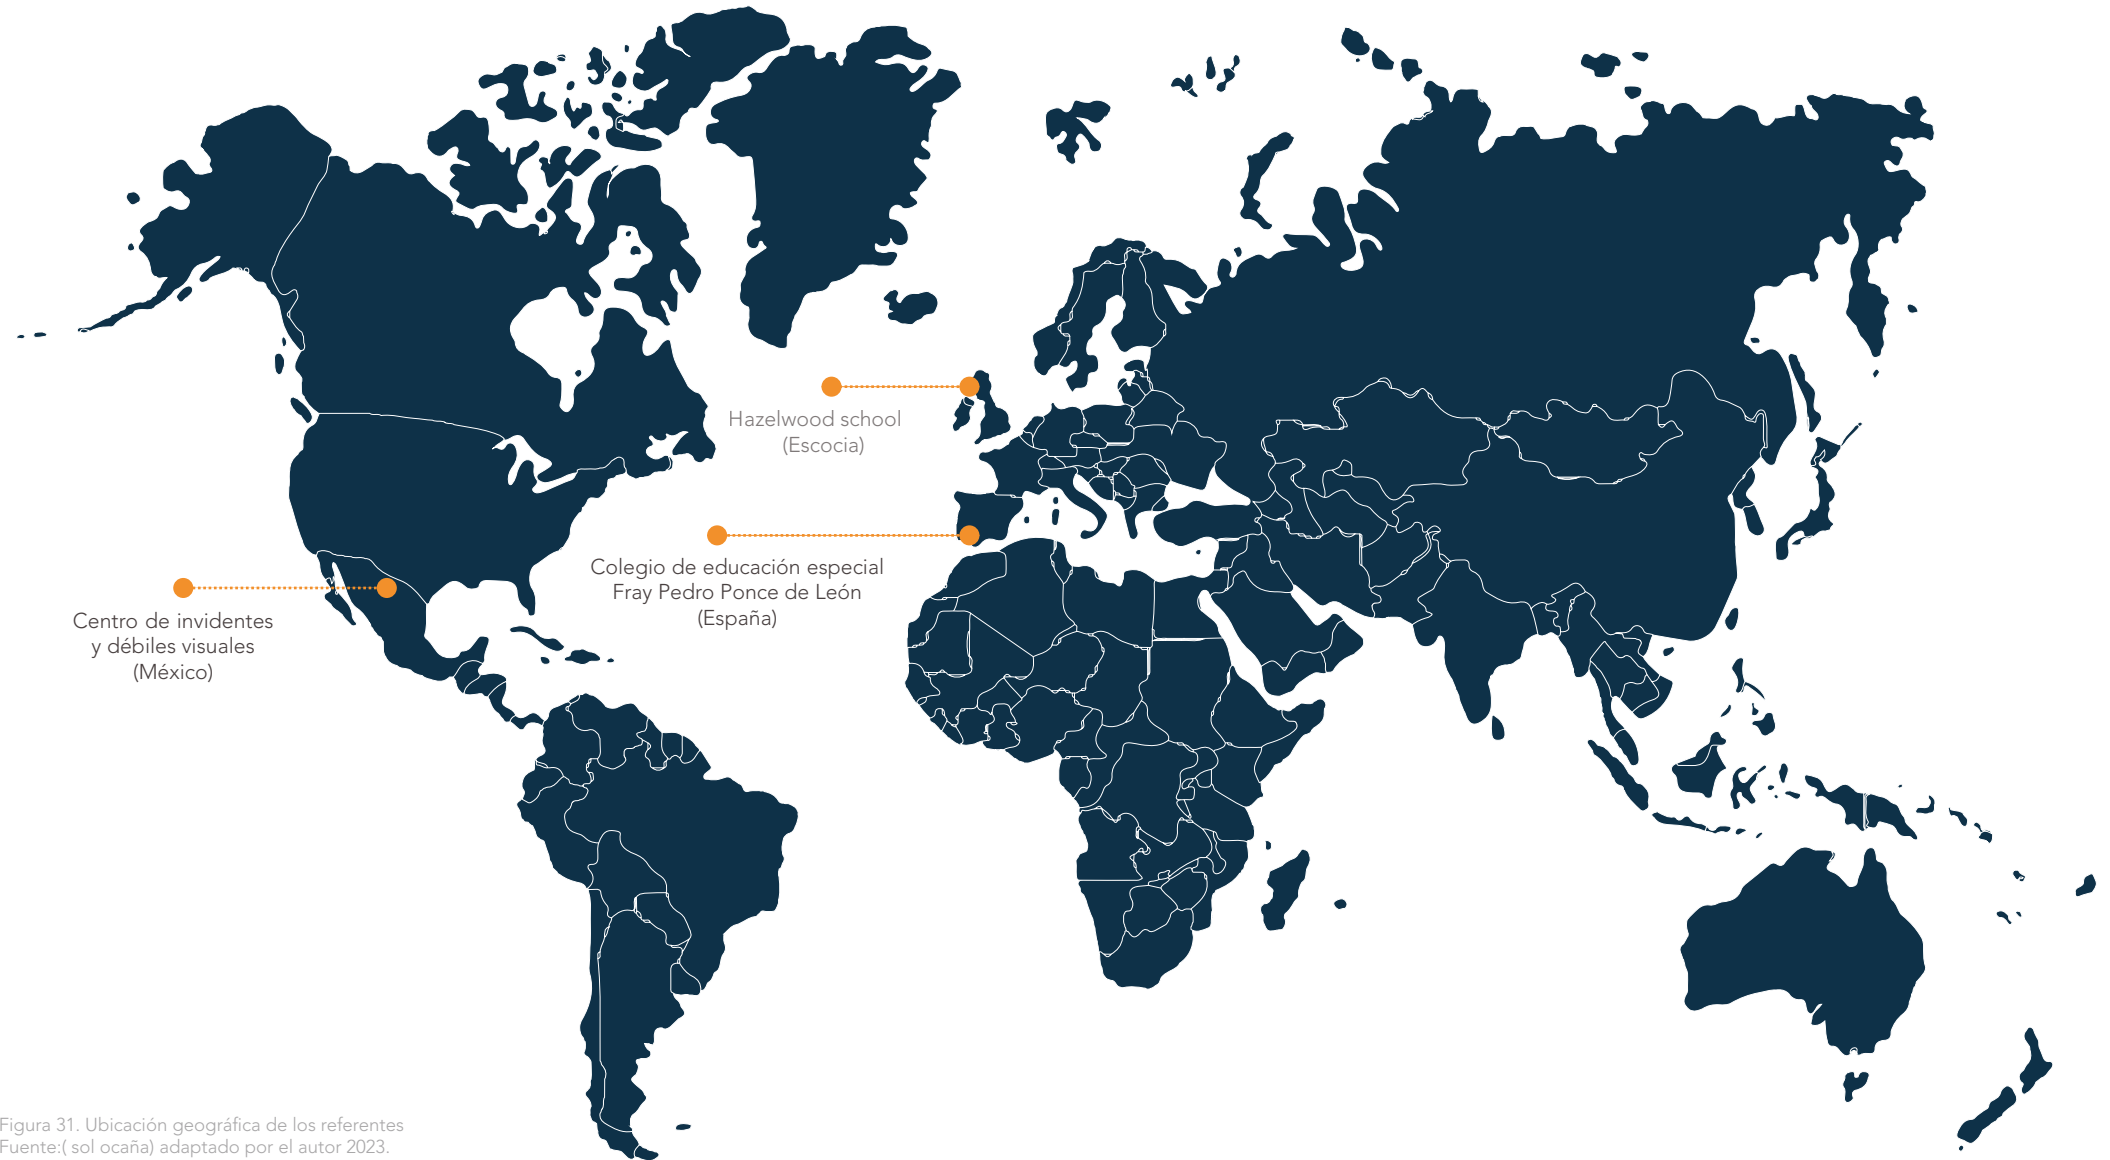 Hazelwood school
(Escocia)
Colegio de educación especial
Fray Pedro Ponce de León
(España)
Centro de invidentes
y débiles visuales
(México)
Figura 31. Ubicación geográfica de los referentes
Fuente:( sol ocaña) adaptado por el autor 2023.